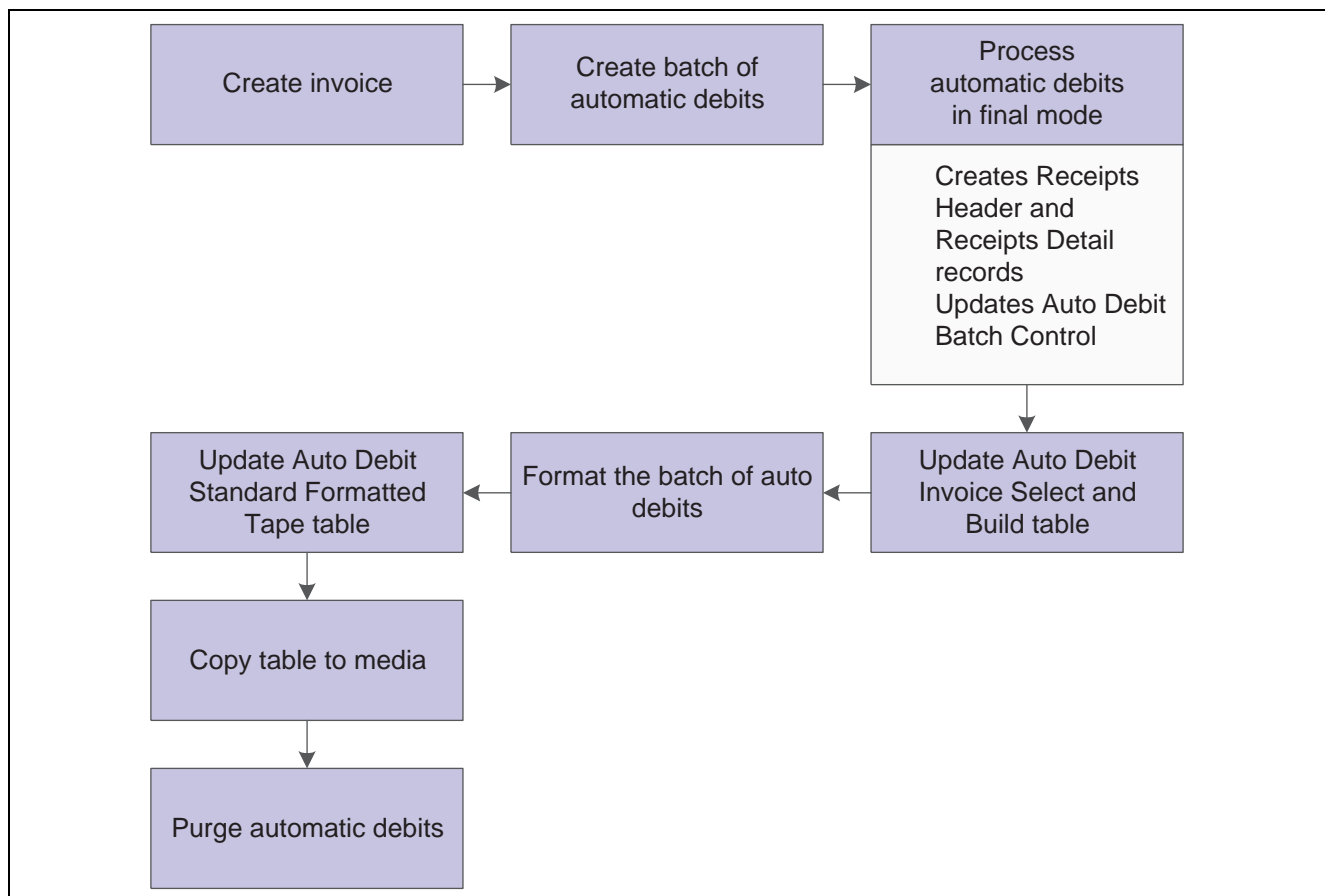 Create invoice
Create batch of
automatic debits
Process
automatic debits
in final mode
Creates Receipts
Header and
Receipts Detail
records
Updates Auto Debit
Batch Control
Update Auto Debit
Standard Formatted
Tape table
Format the batch of auto
debits
Update Auto Debit
Invoice Select and
Build table
Copy table to media
Purge automatic debits